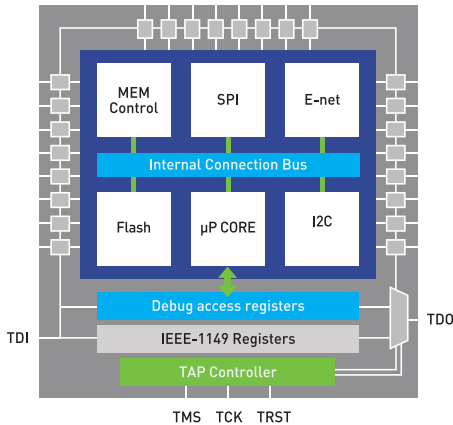 MEM
Control
SPI
E-net
Internal Connection Bus
Flash
µP CORE
I2C
Debug access registers
TDI
IEEE-1149 Registers
TDO
TAP Controller
TMS TCK TRST